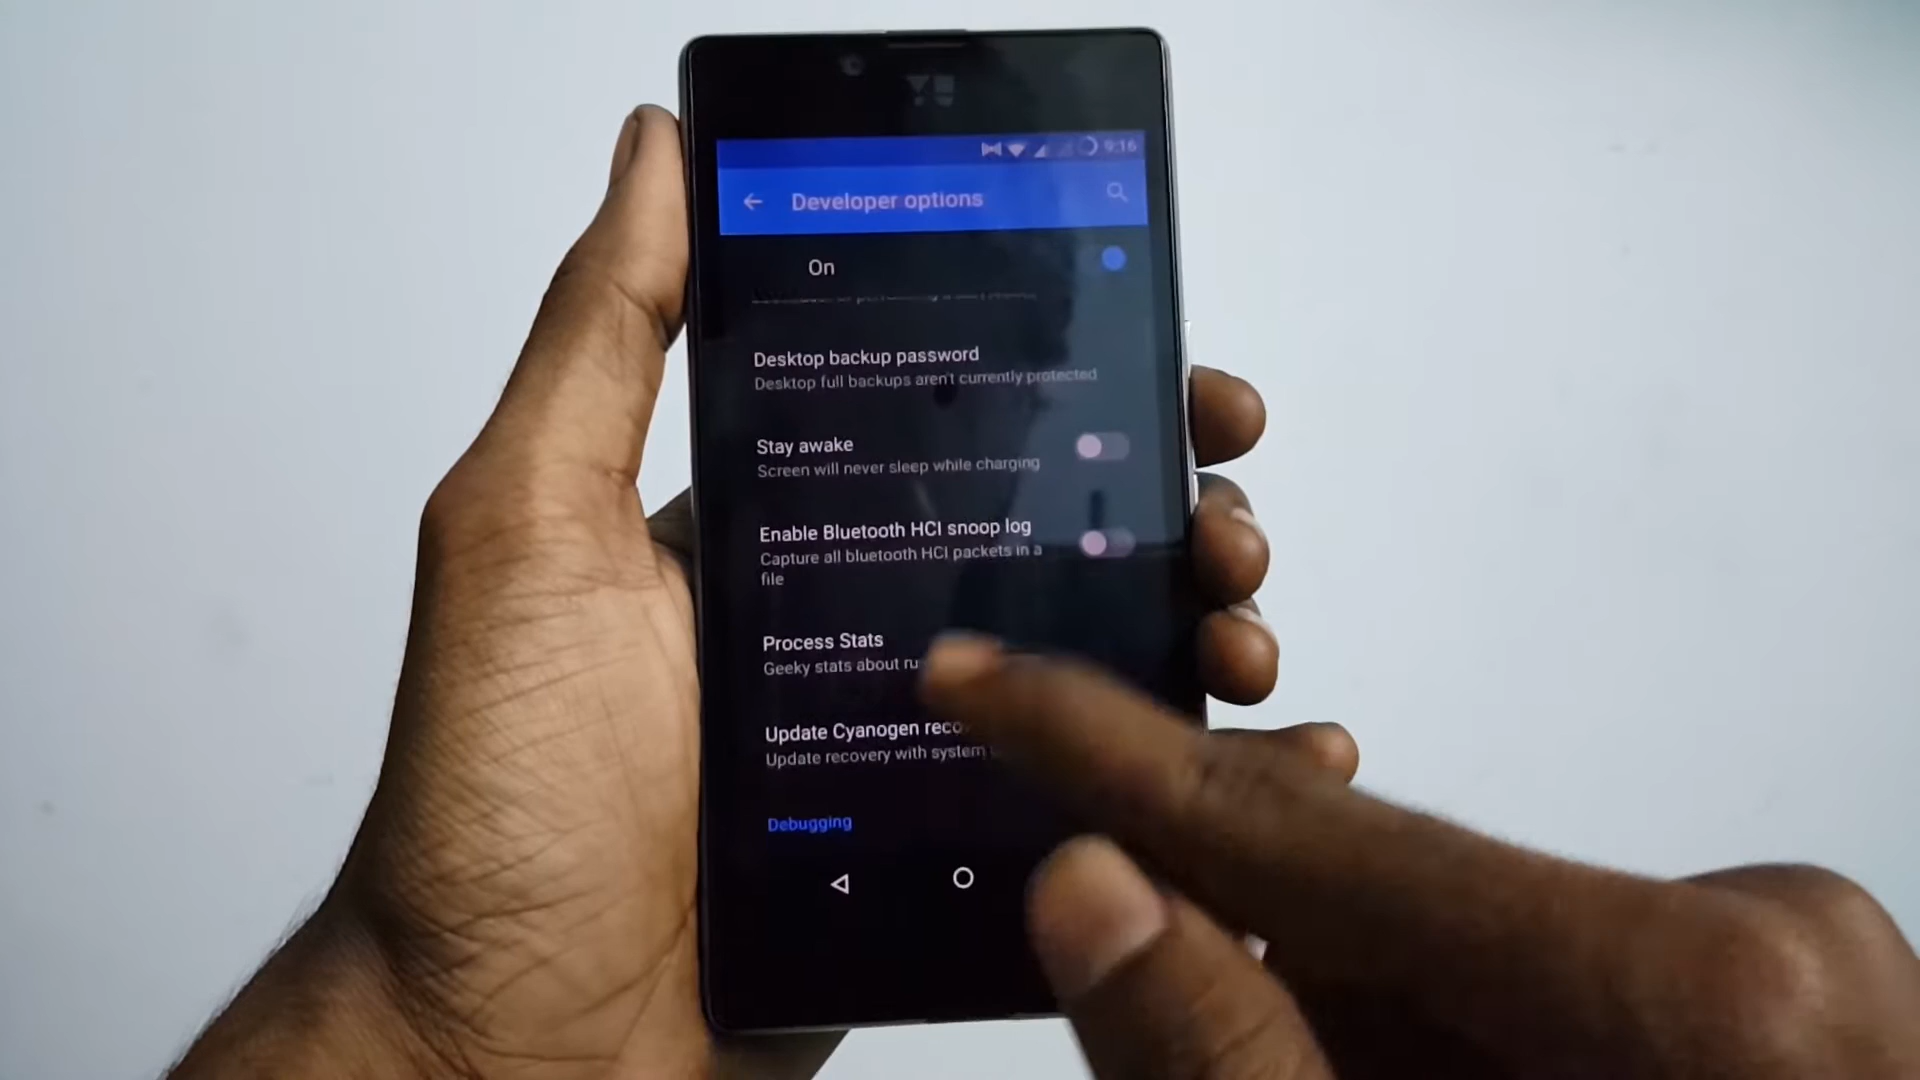 YU
9:16
Developer options
On
Desktop backup password
Desktop full backups aren't currently protected
Stay awake
Screen will never sleep while charging
Enable Bluetooth HCI snoop log
Capture all bluetooth HCI packets in a
file
Process Stats
Geeky stats about
Update Cyanogen
Update recovery with system
Debugging